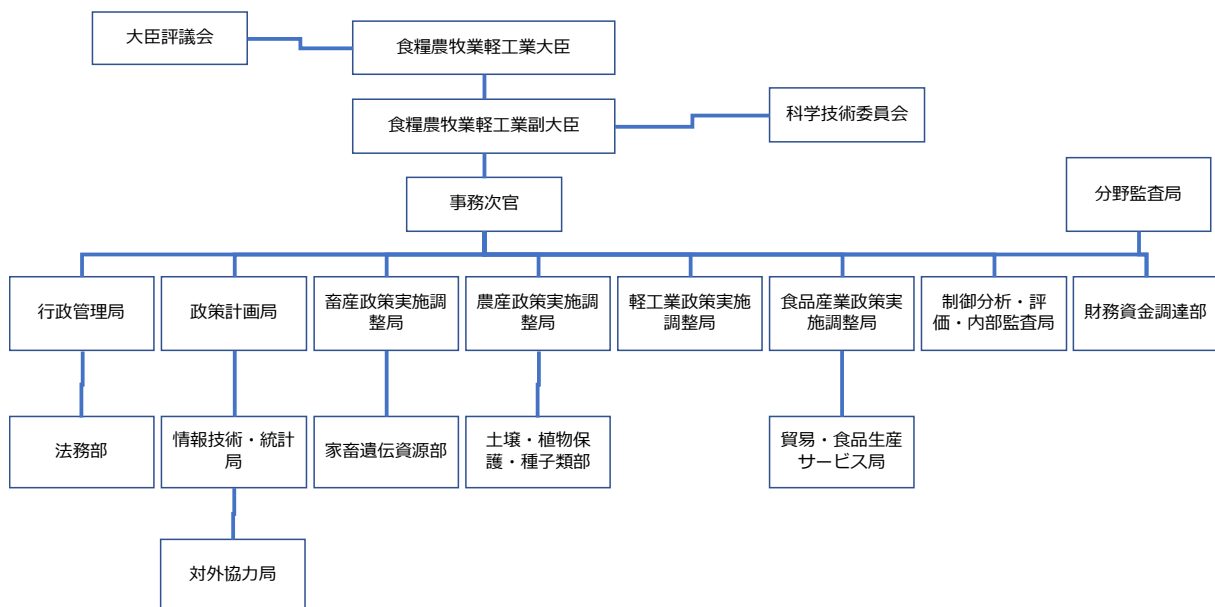 大臣評議会
食糧農牧業軽工業大臣
食糧農牧業軽工業副大臣
科学技術委員会
事務次官
分野監査局
行政管理局
政策計画局
畜産政策実施調
整局
農産政策実施調
整局
軽工業政策実施
調整局
食品産業政策実
施調整局
制御分析・評
価・内部監査局
財務資金調達部
法務部
情報技術・統計
局
家畜遺伝資源部
土壌・植物保
護・種子類部
貿易・食品生産
サービス局
対外協力局